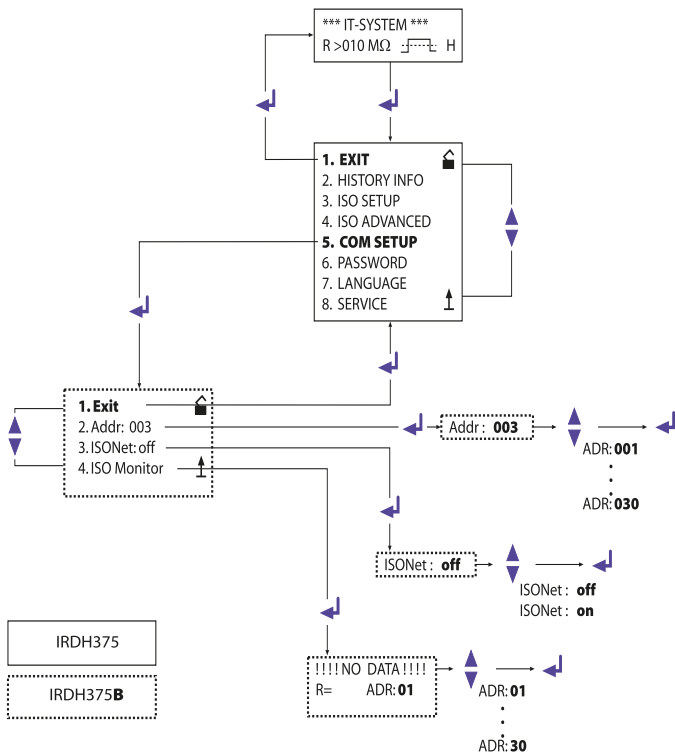 *** IT-SYSTEM ***
R >010 MΩ H
1. EXIT
2. HISTORY INFO
3. ISO SETUP
4. ISO ADVANCED
5. COM SETUP
6. PASSWORD
7. LANGUAGE
8. SERVICE
1. Exit
2. Addr: 003
3. ISONet: off
4. ISO Monitor
Addr: 003
ADR: 001
.
.
.
ADR: 030
ISONet: off
ISONet: off
ISONet: on
!!!!NO DATA!!!!
R= ADR: 01
ADR: 01
.
.
.
ADR: 30
IRDH375
IRDH375B